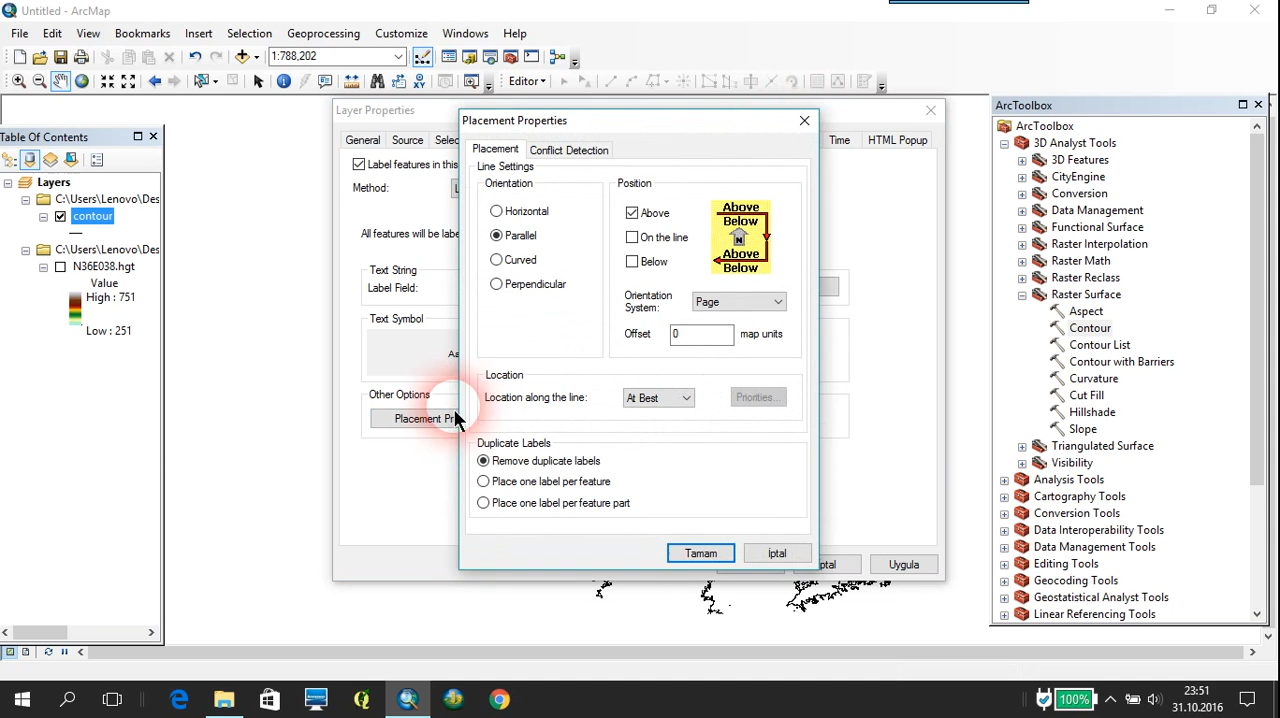 Untitled - ArcMap
File Edit View Bookmarks Insert Selection Geoprocessing Customize Windows Help
1:788,202
Editor
Table Of Contents
Layers
C:\Users\Lenovo\Des
contour
C:\Users\Lenovo\Des
N36E038.hgt
Value
High : 751
Low : 251
Layer Properties
General Source Selec Time HTML Popup
Label features in this
Method:
All features will be label
Text String
Label Field:
Text Symbol
Other Options
Placement Pr
Uygula
Placement Properties
Placement Conflict Detection
Line Settings
Orientation
Horizontal
Parallel
Curved
Perpendicular
Position
Above
On the line
Below
Above
Below
N
Above
Below
Orientation
System:
Page
Offset 0 map units
Location
Location along the line: At Best Priorities...
Duplicate Labels
Remove duplicate labels
Place one label per feature
Place one label per feature part
Tamam İptal
ArcToolbox
ArcToolbox
3D Analyst Tools
3D Features
CityEngine
Conversion
Data Management
Functional Surface
Raster Interpolation
Raster Math
Raster Reclass
Raster Surface
Aspect
Contour
Contour List
Contour with Barriers
Curvature
Cut Fill
Hillshade
Slope
Triangulated Surface
Visibility
Analysis Tools
Cartography Tools
Conversion Tools
Data Interoperability Tools
Data Management Tools
Editing Tools
Geocoding Tools
Geostatistical Analyst Tools
Linear Referencing Tools
100%
23:51
31.10.2016